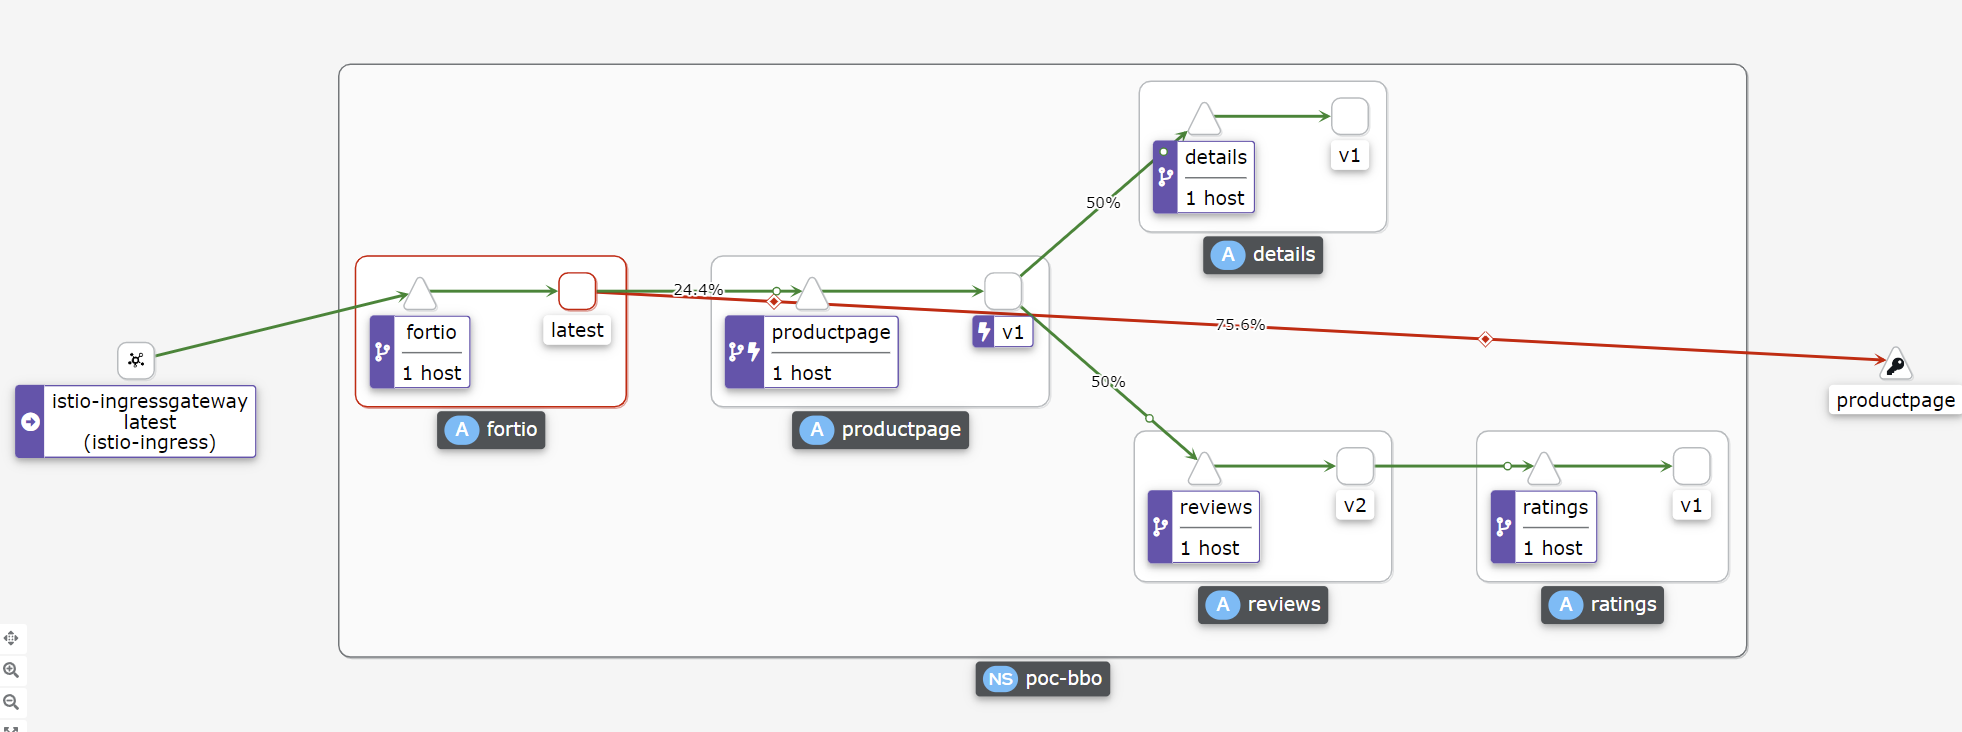 details
1 host
v1
A details
50%
24.4%
fortio
1 host
latest
productpage
1 host
v1
75.6%
istio-ingressgateway
latest
(istio-ingress)
productpage
50%
A fortio
A productpage
reviews
1 host
v2
ratings
1 host
v1
A reviews
A ratings
NS poc-bbo